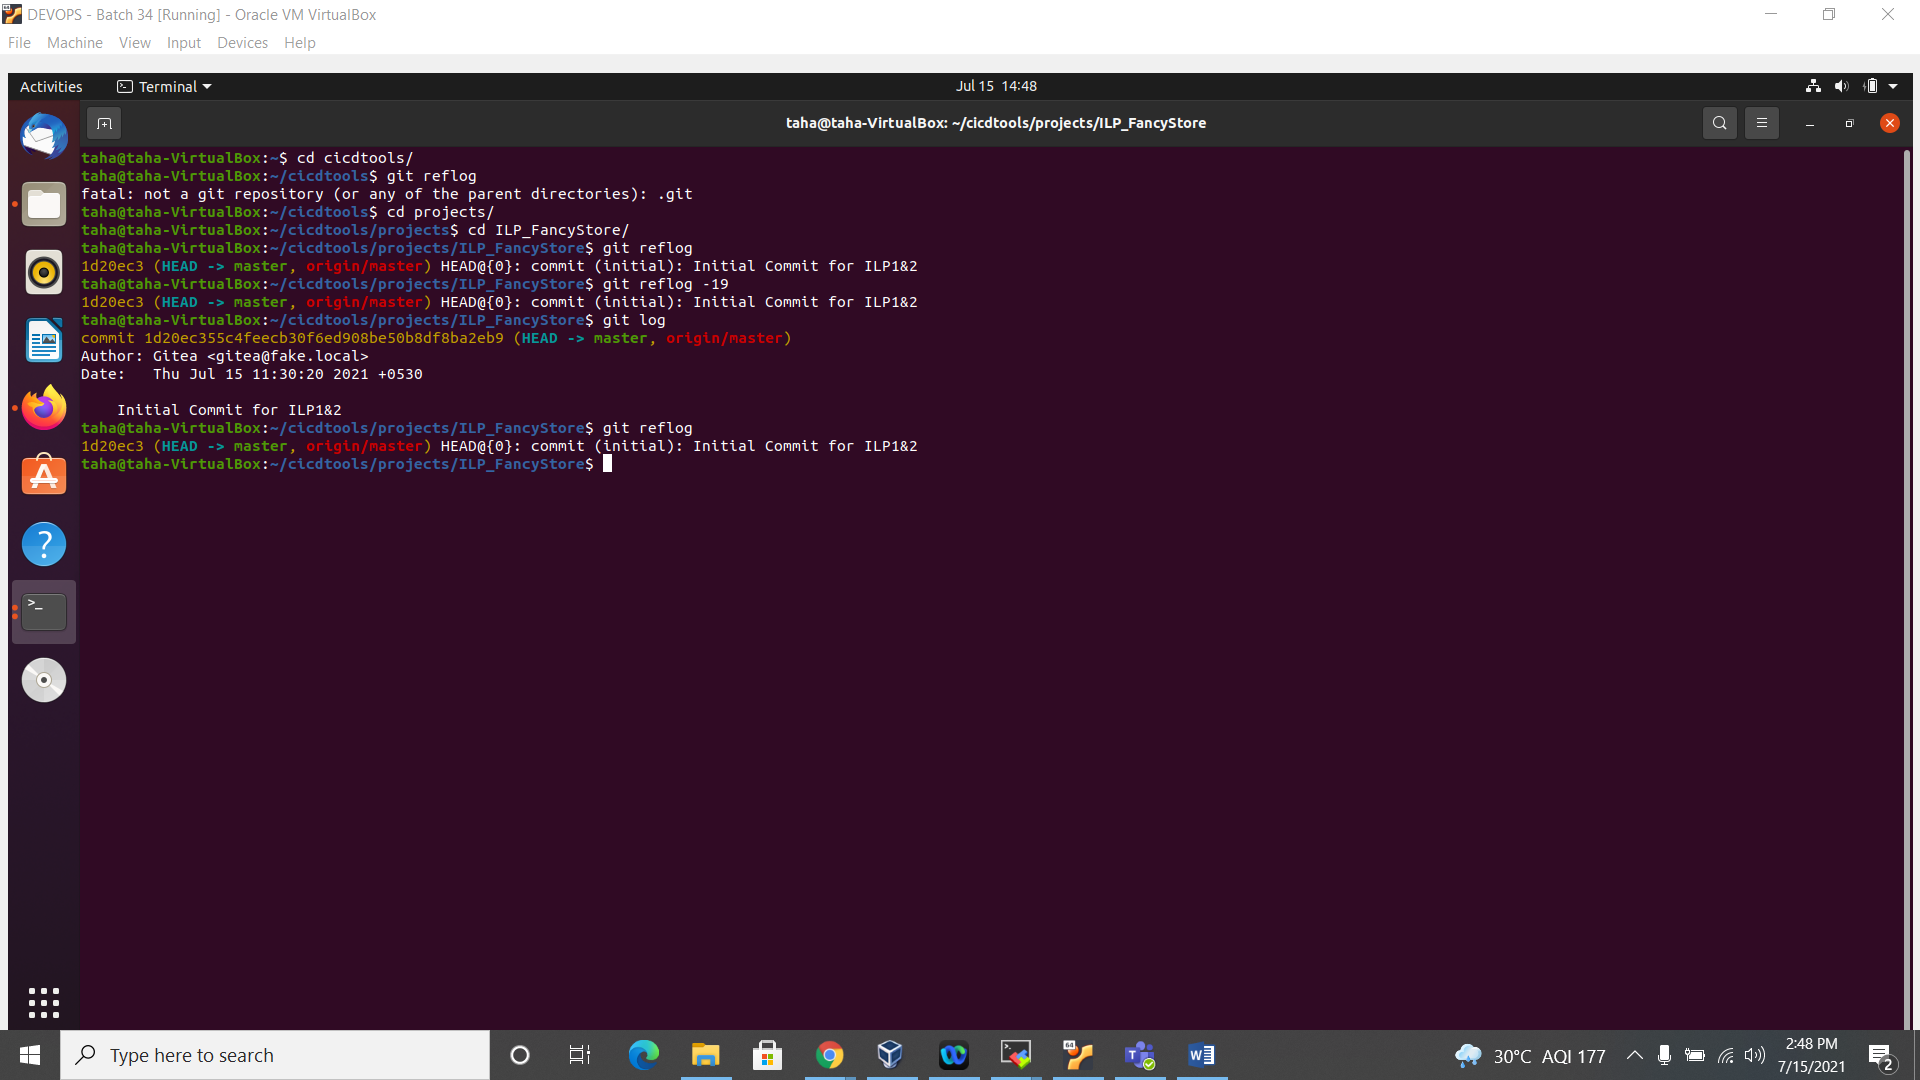 DEVOPS - Batch 34 [Running] - Oracle VM VirtualBox
File Machine View Input Devices Help
Activities Terminal Jul 15 14:48
taha@taha-VirtualBox: ~/cicdtools/projects/ILP_FancyStore
taha@taha-VirtualBox:~$ cd cicdtools/
taha@taha-VirtualBox:~/cicdtools$ git reflog
fatal: not a git repository (or any of the parent directories): .git
taha@taha-VirtualBox:~/cicdtools$ cd projects/
taha@taha-VirtualBox:~/cicdtools/projects$ cd ILP_FancyStore/
taha@taha-VirtualBox:~/cicdtools/projects/ILP_FancyStore$ git reflog
1d20ec3 (HEAD -> master, origin/master) HEAD@{0}: commit (initial): Initial Commit for ILP1&2
taha@taha-VirtualBox:~/cicdtools/projects/ILP_FancyStore$ git reflog -19
1d20ec3 (HEAD -> master, origin/master) HEAD@{0}: commit (initial): Initial Commit for ILP1&2
taha@taha-VirtualBox:~/cicdtools/projects/ILP_FancyStore$ git log
commit 1d20ec355c4feecb30f6ed908be50b8df8ba2eb9 (HEAD -> master, origin/master)
Author: Gitea <gitea@fake.local>
Date:   Thu Jul 15 11:30:20 2021 +0530
    Initial Commit for ILP1&2
taha@taha-VirtualBox:~/cicdtools/projects/ILP_FancyStore$ git reflog
1d20ec3 (HEAD -> master, origin/master) HEAD@{0}: commit (initial): Initial Commit for ILP1&2
taha@taha-VirtualBox:~/cicdtools/projects/ILP_FancyStore$
Type here to search
30°C AQI 177
2:48 PM
7/15/2021
2